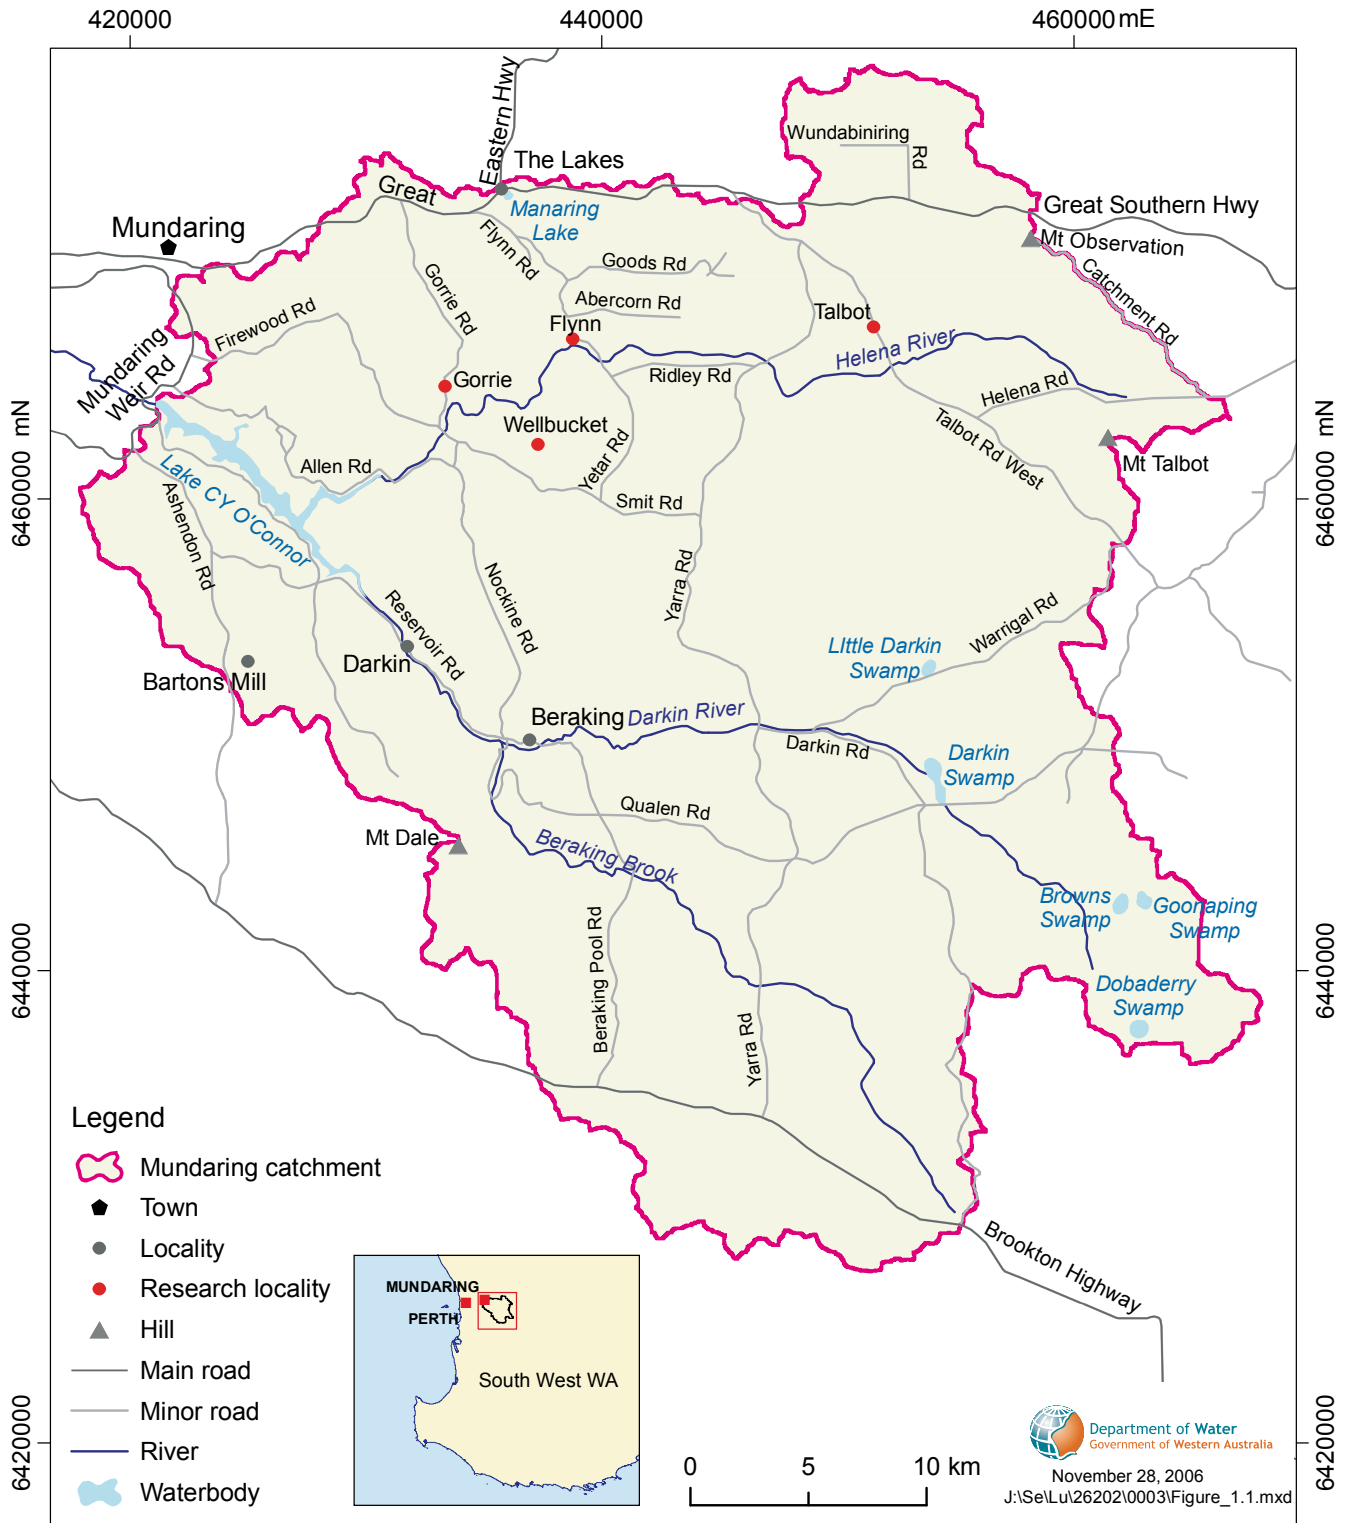 420000
440000
460000 mE
Eastern Hwy
The Lakes
Wundabiniring
Rd
Great
Manaring
Lake
Great Southern Hwy
Mundaring
Mt Observation
Flynn Rd
Goods Rd
Catchment Rd
Gorrie Rd
Abercorn Rd
Talbot
Firewood Rd
Flynn
Helena River
Mundaring
Weir Rd
Ridley Rd
Gorrie
Helena Rd
Wellbucket
Talbot Rd West
Mt Talbot
Yetar Rd
Allen Rd
Lake CY O'Connor
Smit Rd
6460000 mN
6460000 mN
Ashendon Rd
Nockine Rd
Yarra Rd
Reservoir Rd
Warrigal Rd
LIttle Darkin
Swamp
Darkin
Bartons Mill
Beraking
Darkin River
Darkin Rd
Darkin
Swamp
Qualen Rd
Mt Dale
Beraking Brook
Browns
Swamp
Goonaping
Swamp
6440000
6440000
Beraking Pool Rd
Dobaderry
Swamp
Yarra Rd
Legend
Mundaring catchment
Town
Locality
Research locality
Hill
Main road
Minor road
River
Waterbody
MUNDARING
PERTH
South West WA
Brookton Highway
6420000
6420000
0 5 10 km
Department of Water
Government of Western Australia
November 28, 2006
J:\Se\Lu\26202\0003\Figure_1.1.mxd